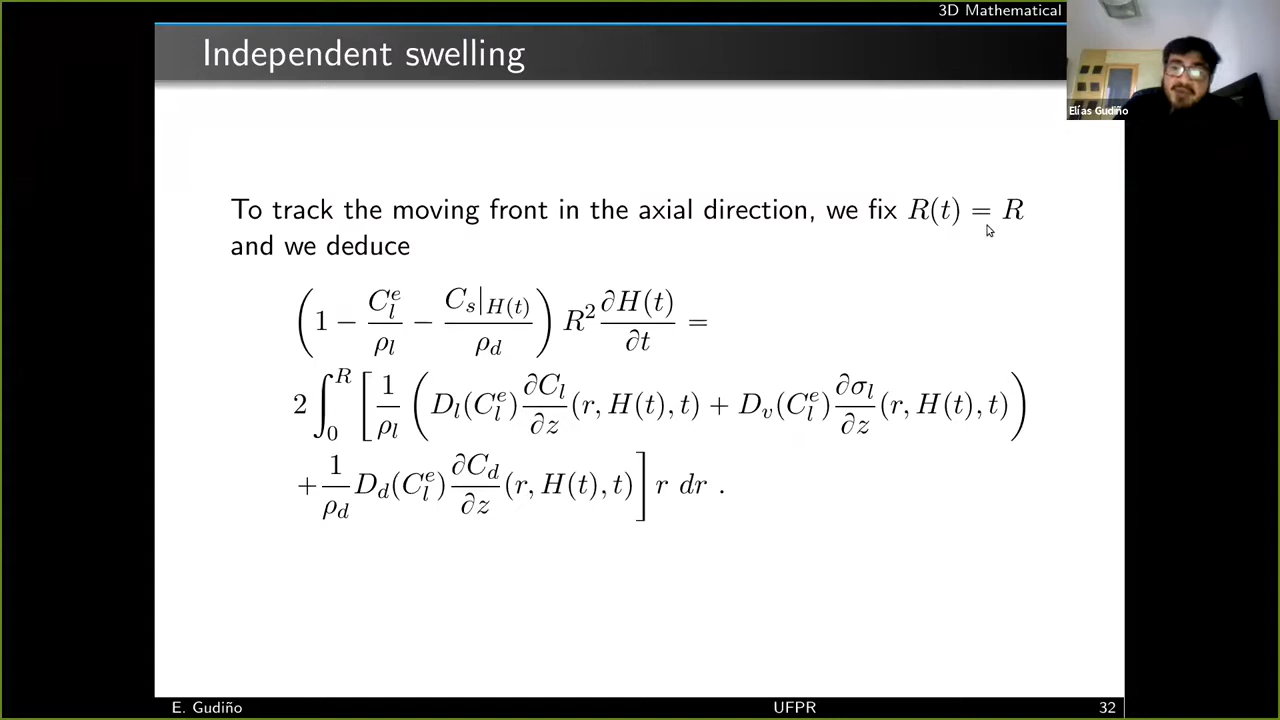 3D Mathematical
Independent swelling
Elías Gudiño
To track the moving front in the axial direction, we fix R(t) = R
and we deduce
(1 − C_l^e/ρ_l − C_s|_{H(t)}/ρ_d) R² ∂H(t)/∂t =
2 ∫_0^R [1/ρ_l (D_l(C_l^e) ∂C_l/∂z (r, H(t), t) + D_v(C_l^e) ∂σ_l/∂z (r, H(t), t))
+ 1/ρ_d D_d(C_l^e) ∂C_d/∂z (r, H(t), t)] r dr .
E. Gudiño UFPR 32